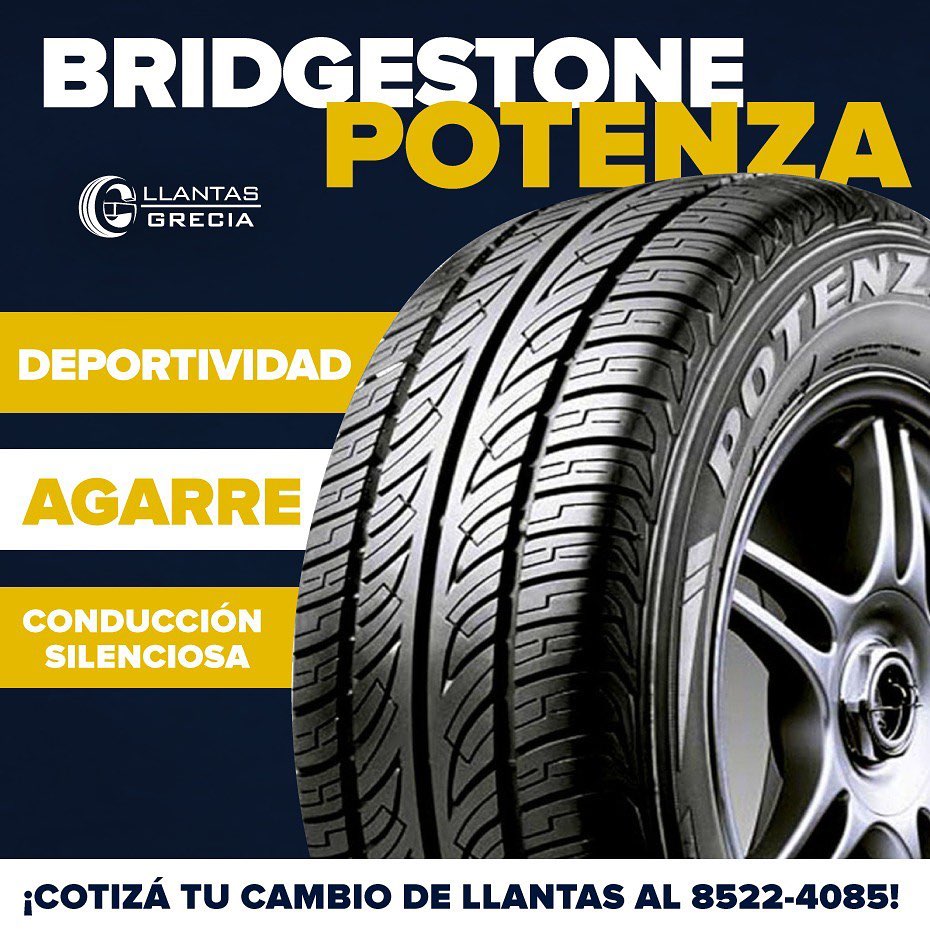 BRIDGESTONE
POTENZA
LLANTAS
GRECIA
DEPORTIVIDAD
AGARRE
CONDUCCIÓN
SILENCIOSA
POTENZ
¡COTIZÁ TU CAMBIO DE LLANTAS AL 8522-4085!